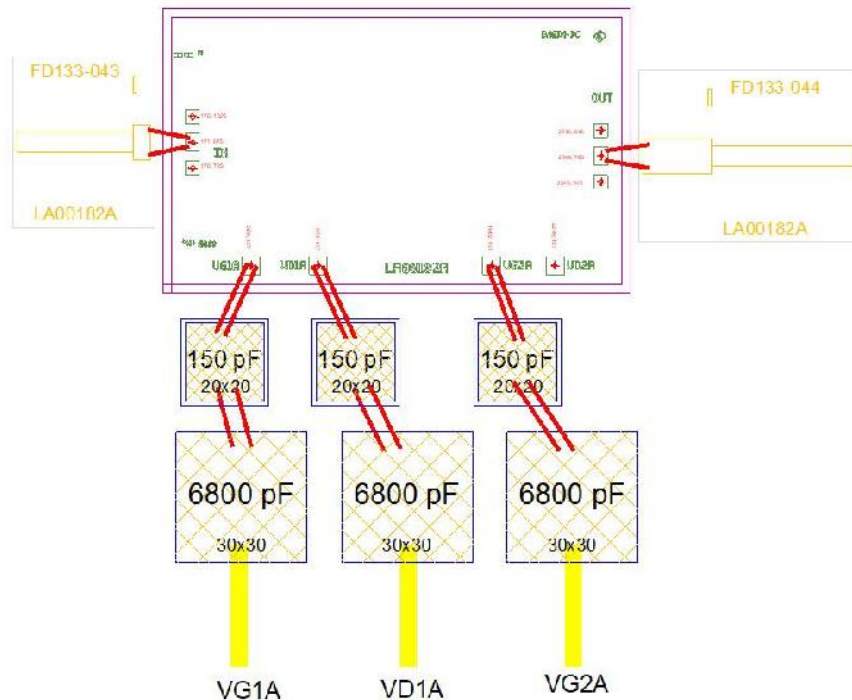 FD133-043
LA00182A
OUT
IN
FD133-044
LA00182A
VG1A
VD1A
LA00182A
VG2A
VD2A
150 pF
20x20
150 pF
20x20
150 pF
20x20
6800 pF
30x30
6800 pF
30x30
6800 pF
30x30
VG1A
VD1A
VG2A